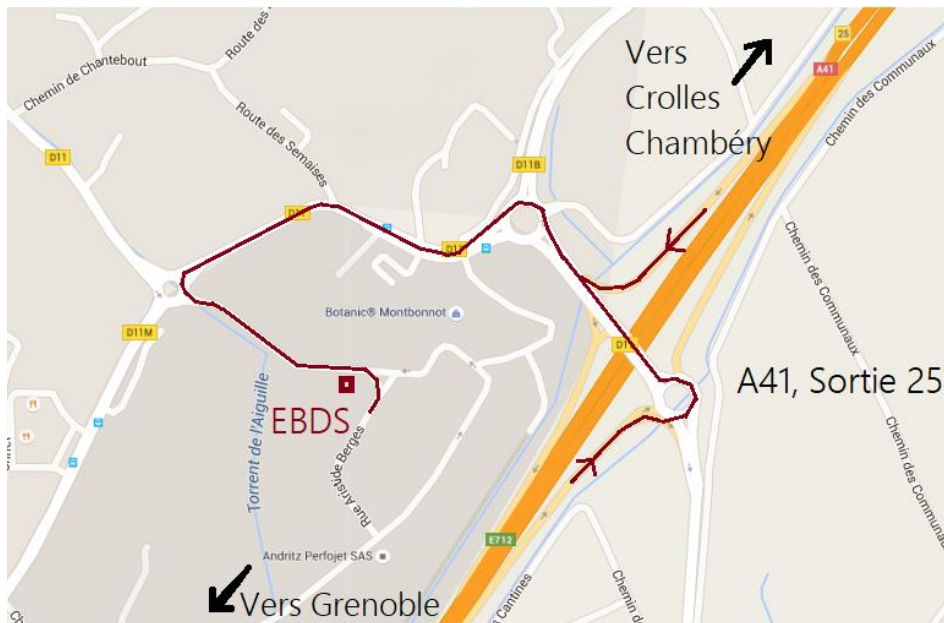 Route des
Vers
Crolles
Chambéry
25
A41
Chemin des Communaux
Chemin de Chantebout
Route des Semaises
D11
D11B
D11
D11
Chemin des Communaux
Botanic® Montbonnot
D11M
A41, Sortie 25
EBDS
Torrent de l'Aiguille
Rue Aristide Berges
Chemin des Communaux
E712
Andritz Perfojet SAS
Cantines
Vers Grenoble